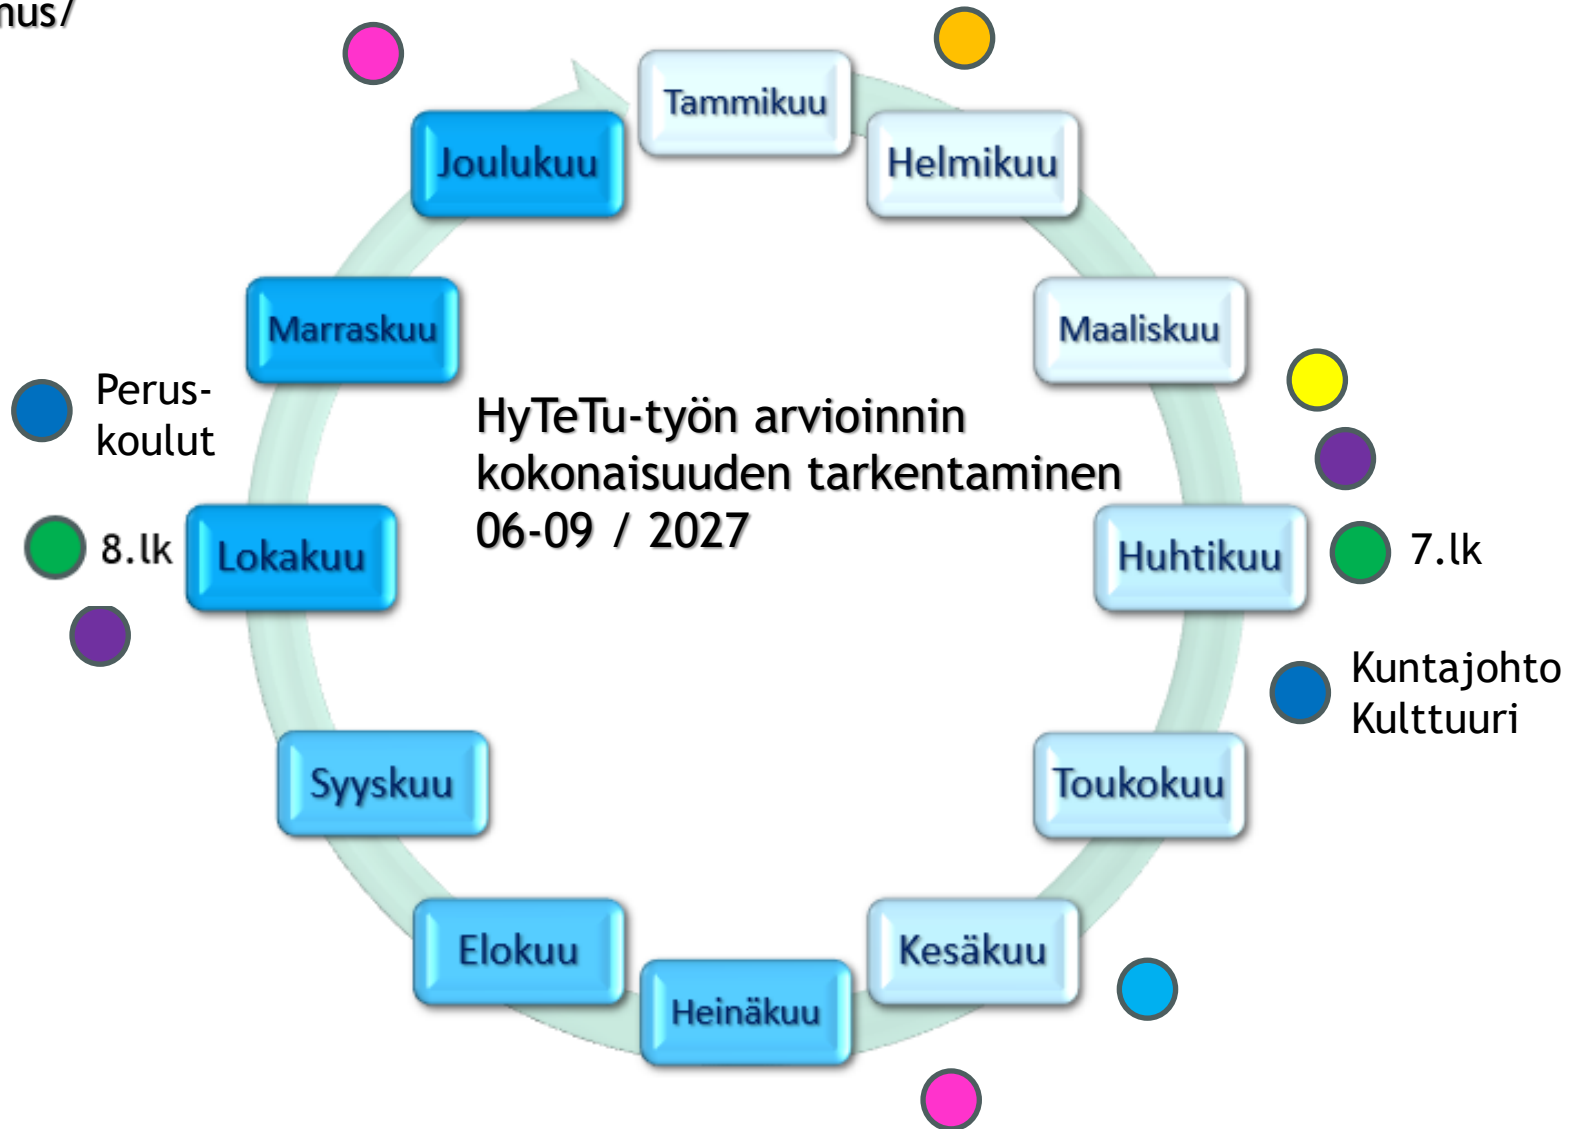 Tammikuu
Helmikuu
Maaliskuu
Huhtikuu
7.lk
Kuntajohto
Kulttuuri
Toukokuu
Kesäkuu
Heinäkuu
Elokuu
Syyskuu
Lokakuu
8.lk
Perus-
koulut
Marraskuu
Joulukuu
HyTeTu-työn arvioinnin
kokonaisuuden tarkentaminen
06-09 / 2027